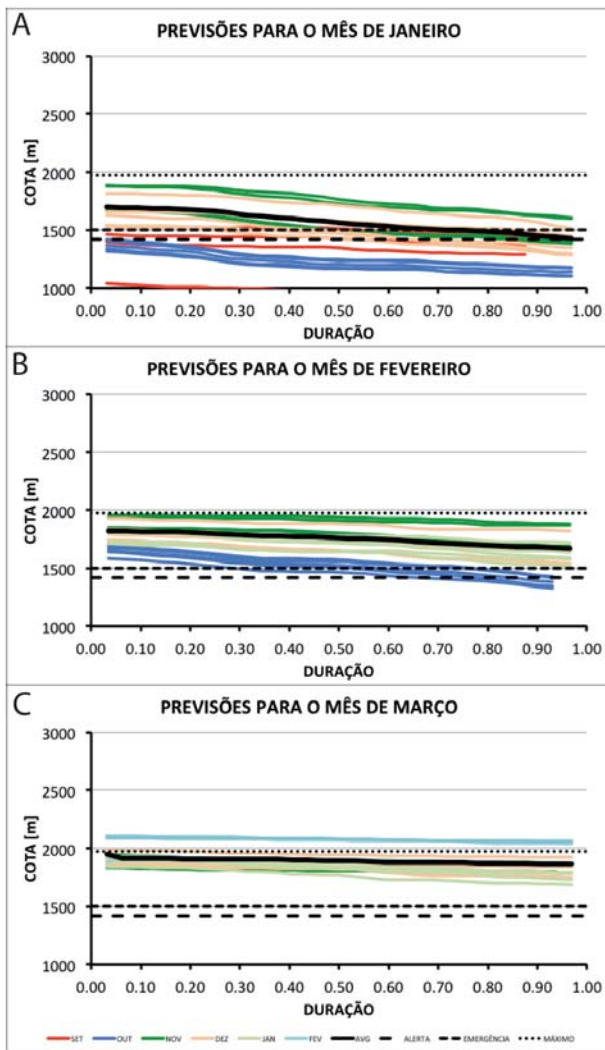 A
PREVISÕES PARA O MÊS DE JANEIRO
3000
2500
2000
1500
1000
COTA [m]
0.00 0.10 0.20 0.30 0.40 0.50 0.60 0.70 0.80 0.90 1.00
DURAÇÃO
B
PREVISÕES PARA O MÊS DE FEVEREIRO
3000
2500
2000
1500
1000
COTA [m]
0.00 0.10 0.20 0.30 0.40 0.50 0.60 0.70 0.80 0.90 1.00
DURAÇÃO
C
PREVISÕES PARA O MÊS DE MARÇO
3000
2500
2000
1500
1000
COTA [m]
0.00 0.10 0.20 0.30 0.40 0.50 0.60 0.70 0.80 0.90 1.00
DURAÇÃO
SET OUT NOV DEZ JAN FEV AVG ALERTA EMERGÊNCIA MÁXIMO